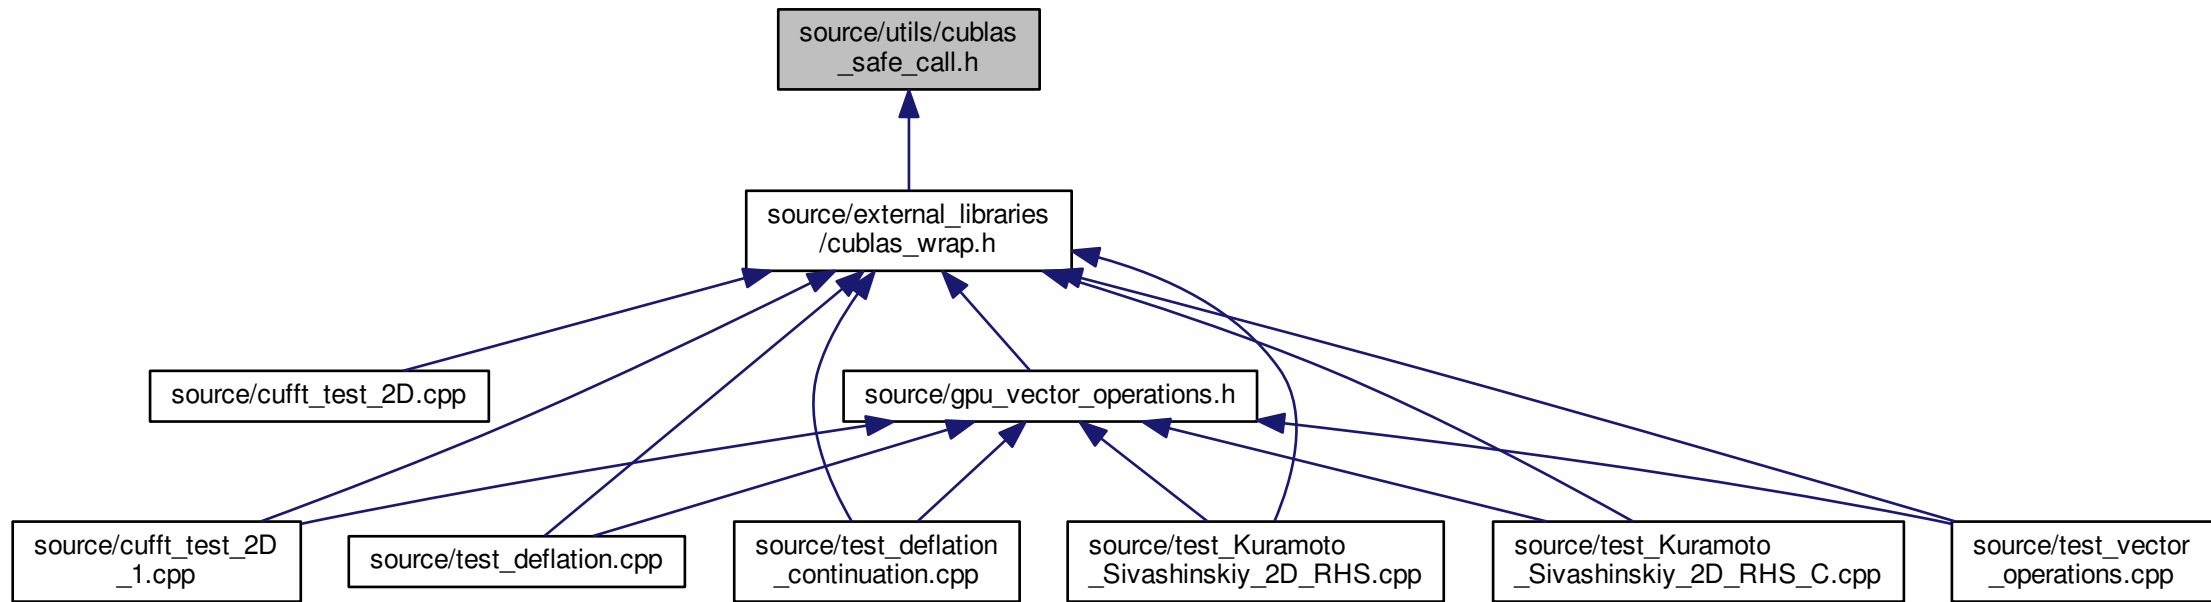 source/utils/cublas
_safe_call.h
source/external_libraries
/cublas_wrap.h
source/cufft_test_2D.cpp
source/gpu_vector_operations.h
source/cufft_test_2D
_1.cpp
source/test_deflation.cpp
source/test_deflation
_continuation.cpp
source/test_Kuramoto
_Sivashinskiy_2D_RHS.cpp
source/test_Kuramoto
_Sivashinskiy_2D_RHS_C.cpp
source/test_vector
_operations.cpp